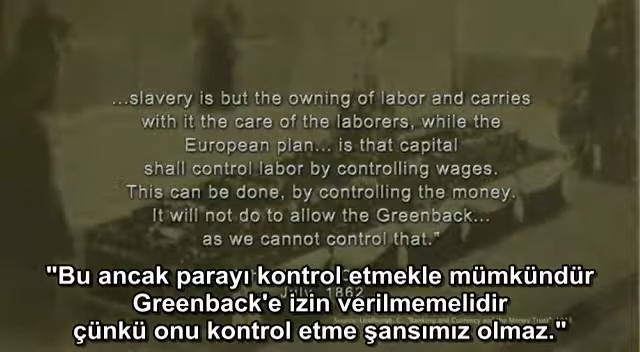 ...slavery is but the owning of labor and carries
with it the care of the laborers, while the
European plan... is that capital
shall control labor by controlling wages.
This can be done, by controlling the money.
It will not do to allow the Greenback...
as we cannot control that."
"Bu ancak parayı kontrol etmekle mümkündür
July, 1862
Greenback'e izin verilmemelidir
çünkü onu kontrol etme şansımız olmaz."